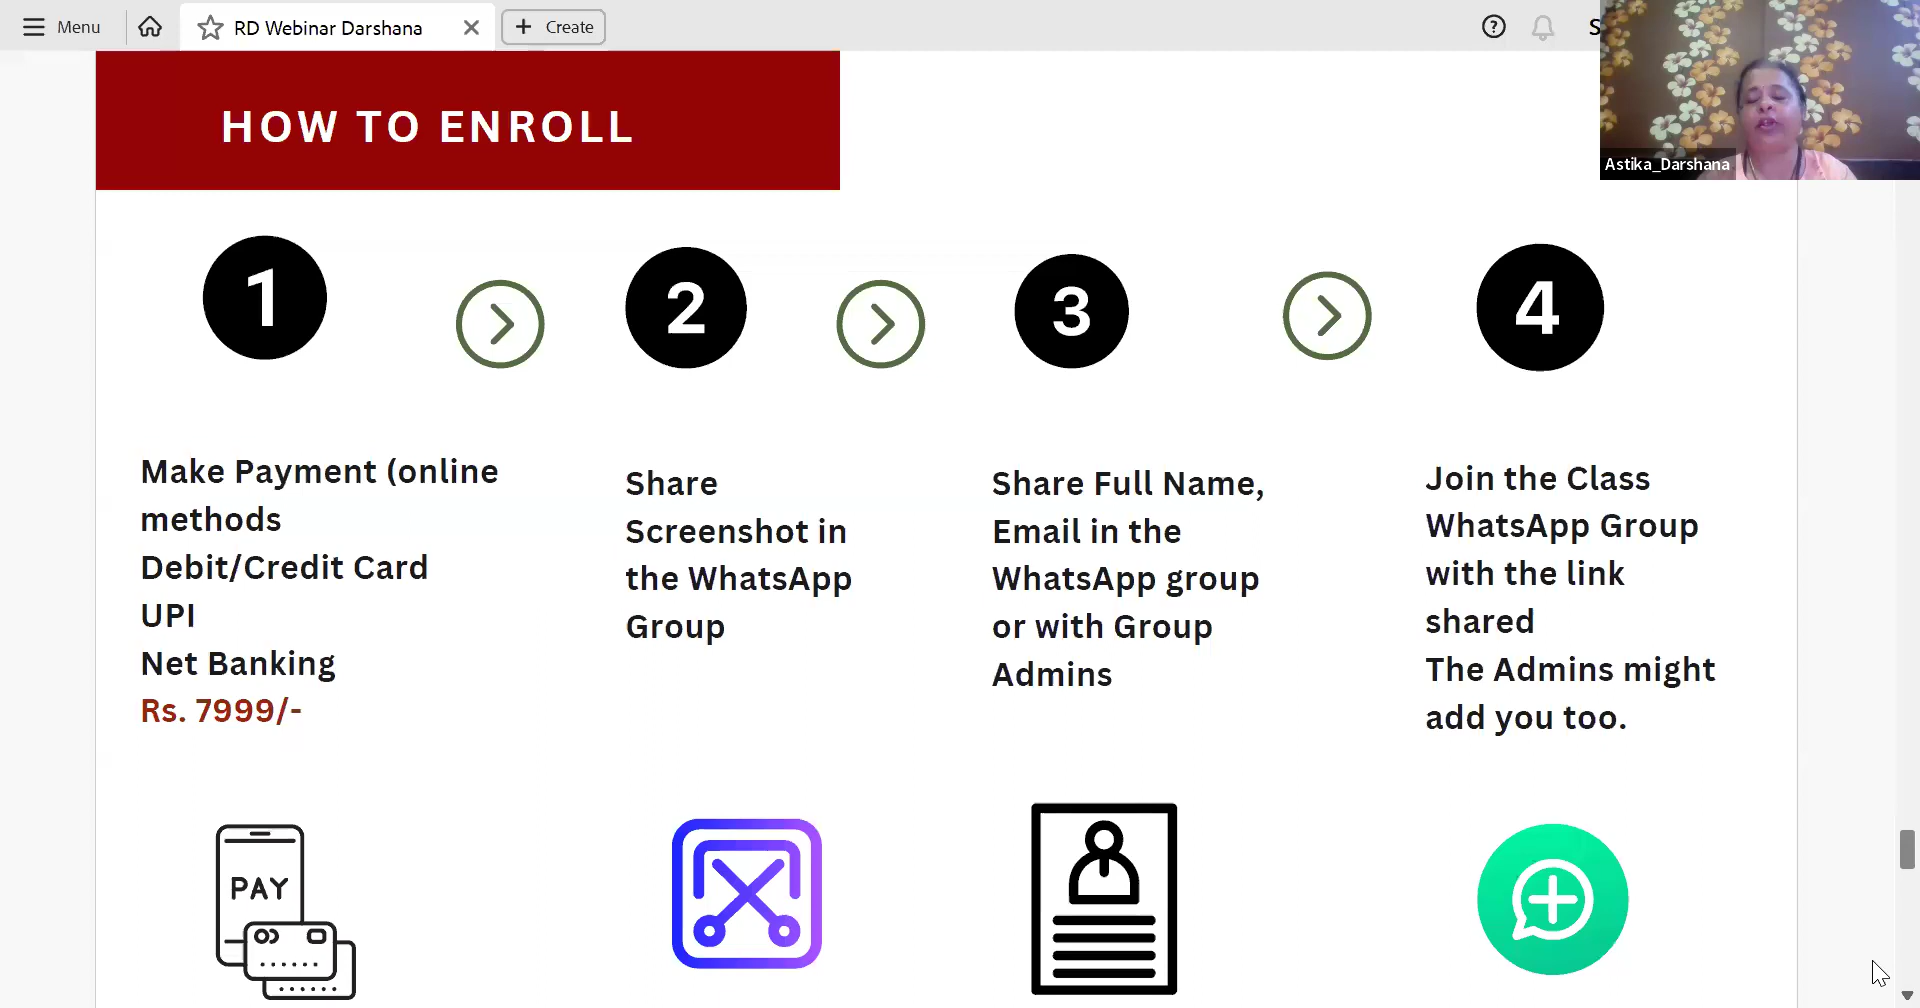 Menu
RD Webinar Darshana
Create
Astika_Darshana
HOW TO ENROLL
1
2
3
4
Make Payment (online
methods
Debit/Credit Card
UPI
Net Banking
Rs. 7999/-
Share
Screenshot in
the WhatsApp
Group
Share Full Name,
Email in the
WhatsApp group
or with Group
Admins
Join the Class
WhatsApp Group
with the link
shared
The Admins might
add you too.
PAY